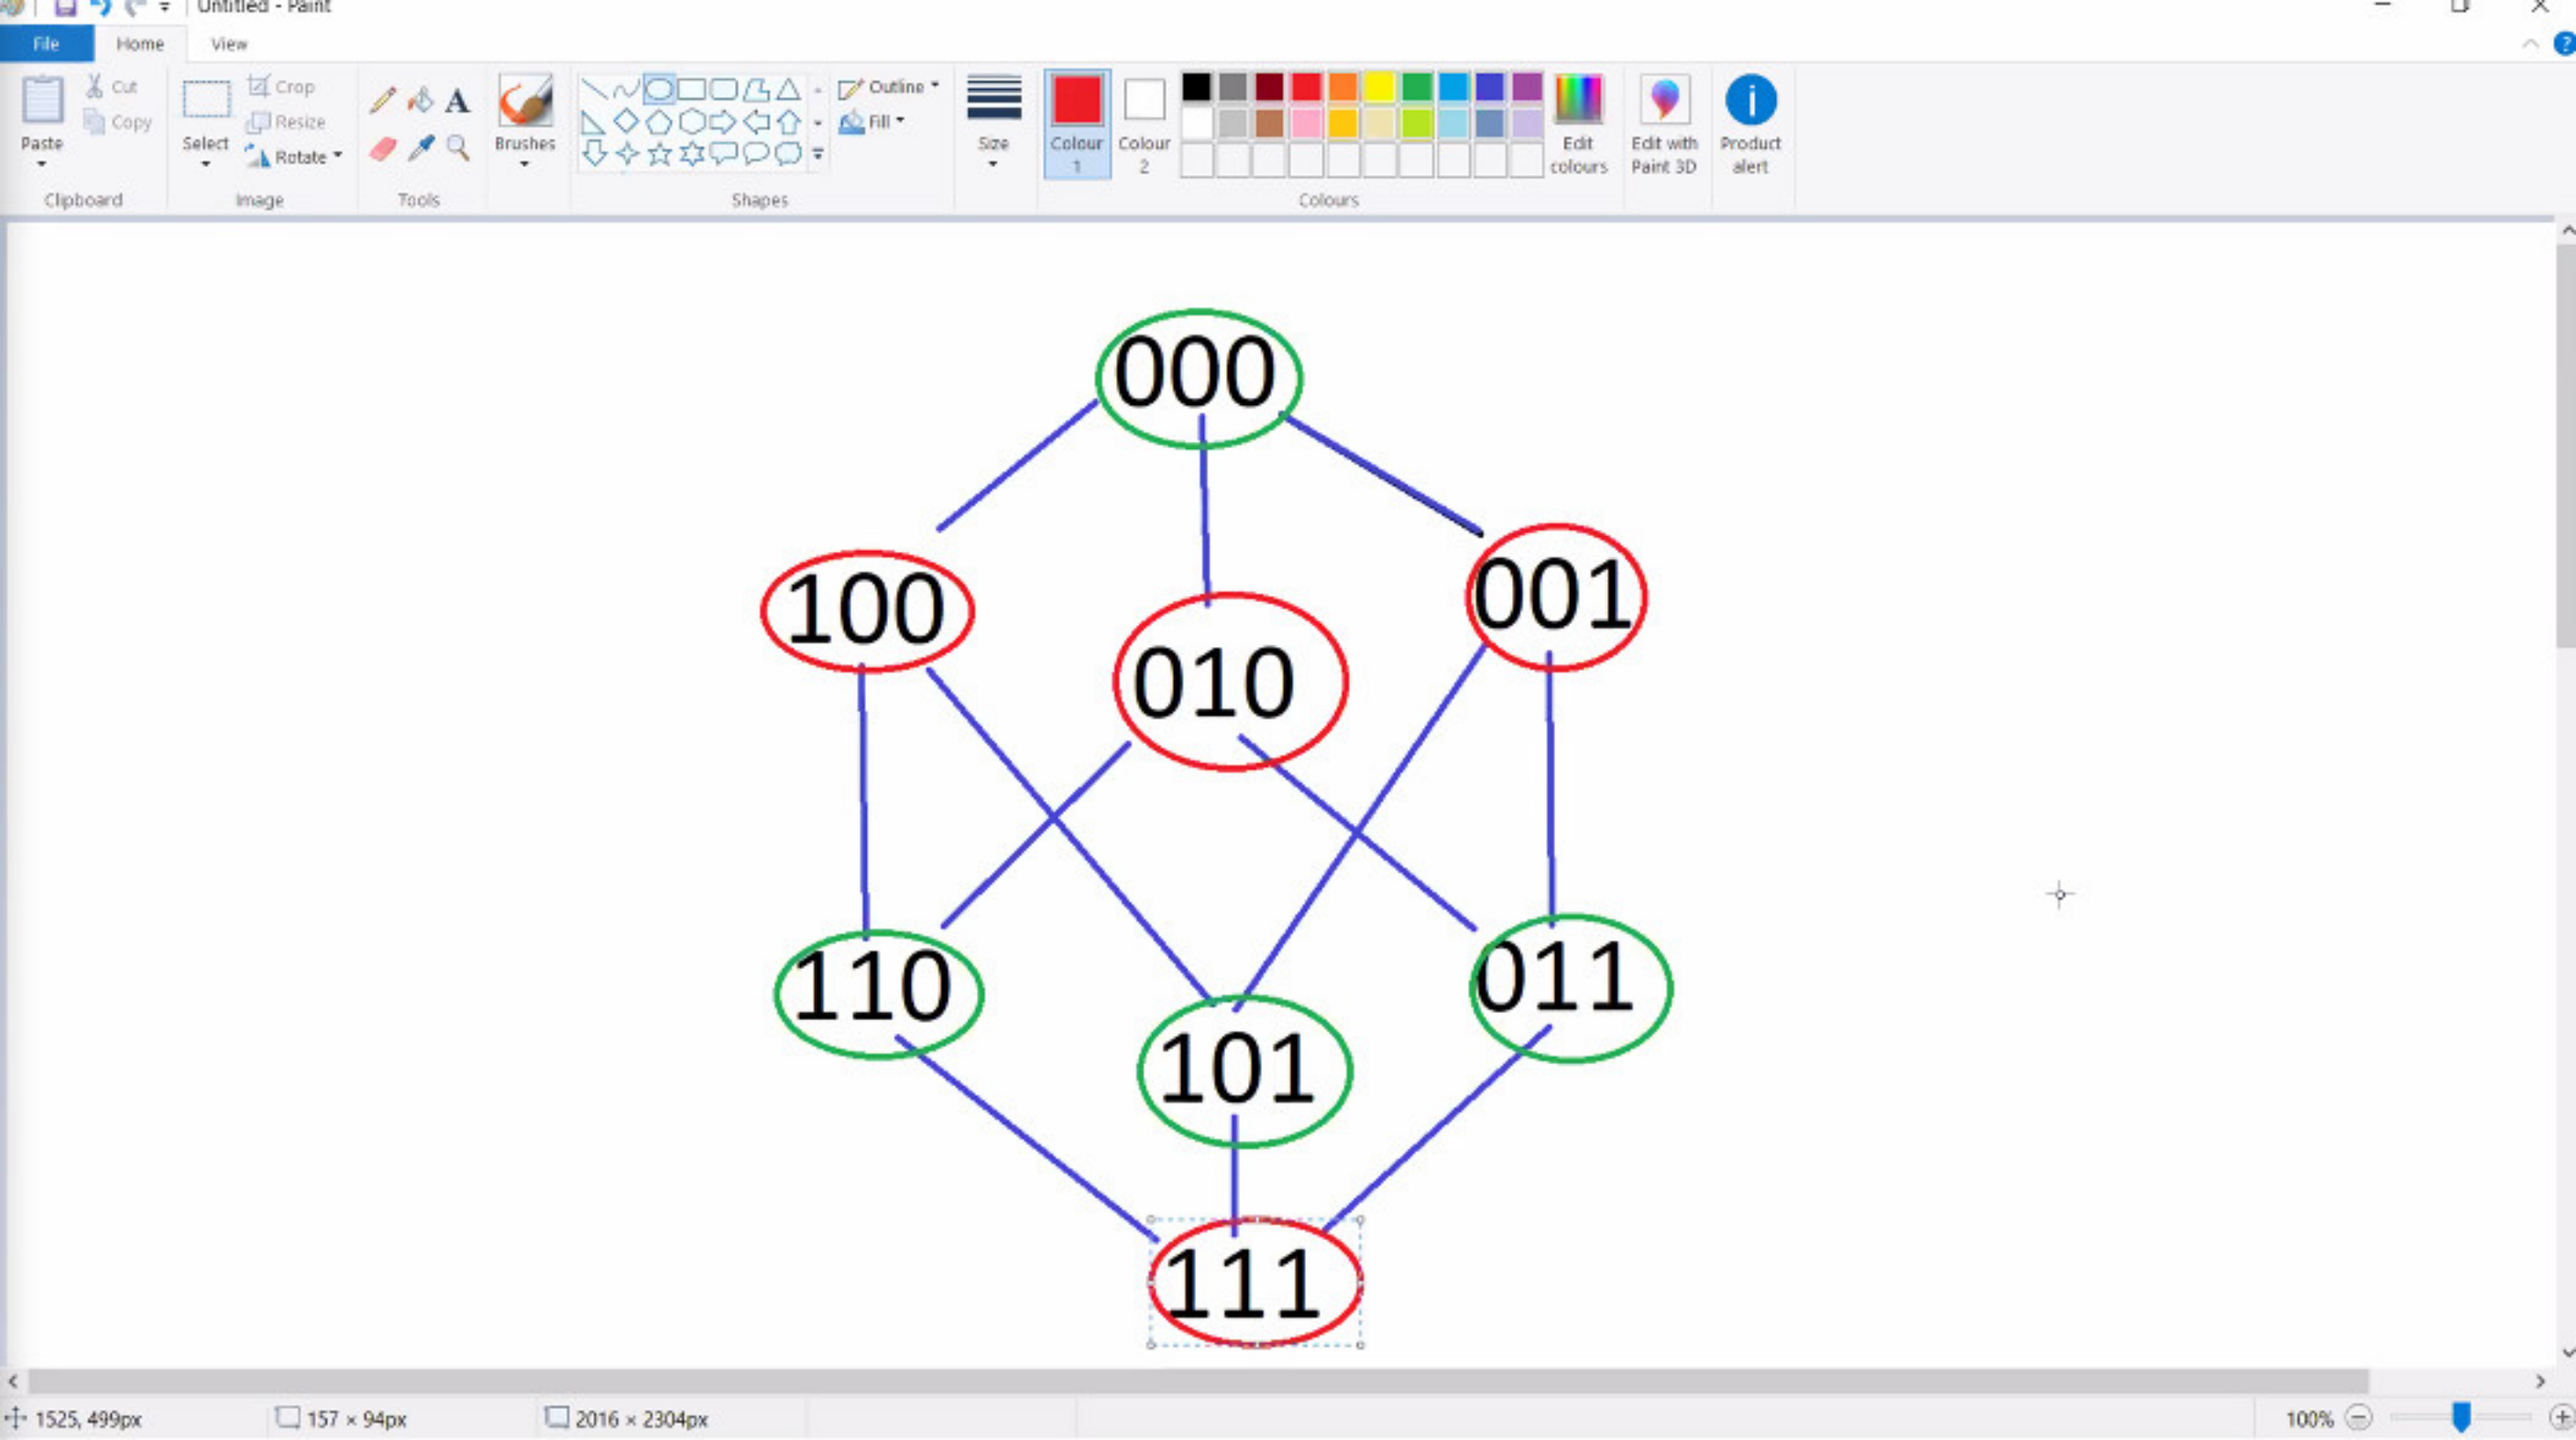 Untitled - Paint
File Home View
Paste
Cut
Copy
Clipboard
Select
Crop
Resize
Rotate
Image
A
Tools
Brushes
Shapes
Outline
Fill
Size
Colour 1
Colour 2
Colours
Edit colours
Edit with Paint 3D
Product alert
000
100
001
010
110
011
101
111
1525, 499px
157 × 94px
2016 × 2304px
100%